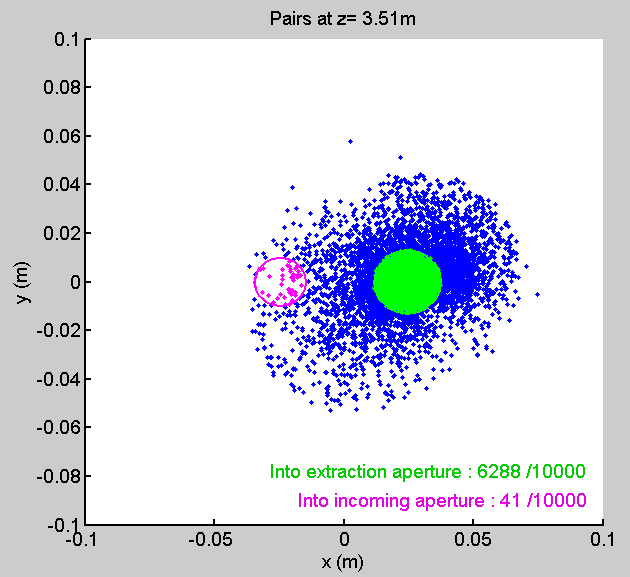 Pairs at z= 3.51m
0.1
0.08
0.06
0.04
0.02
0
-0.02
-0.04
-0.06
-0.08
-0.1
y (m)
Into extraction aperture : 6288 /10000
Into incoming aperture : 41 /10000
-0.1 -0.05 0 0.05 0.1
x (m)